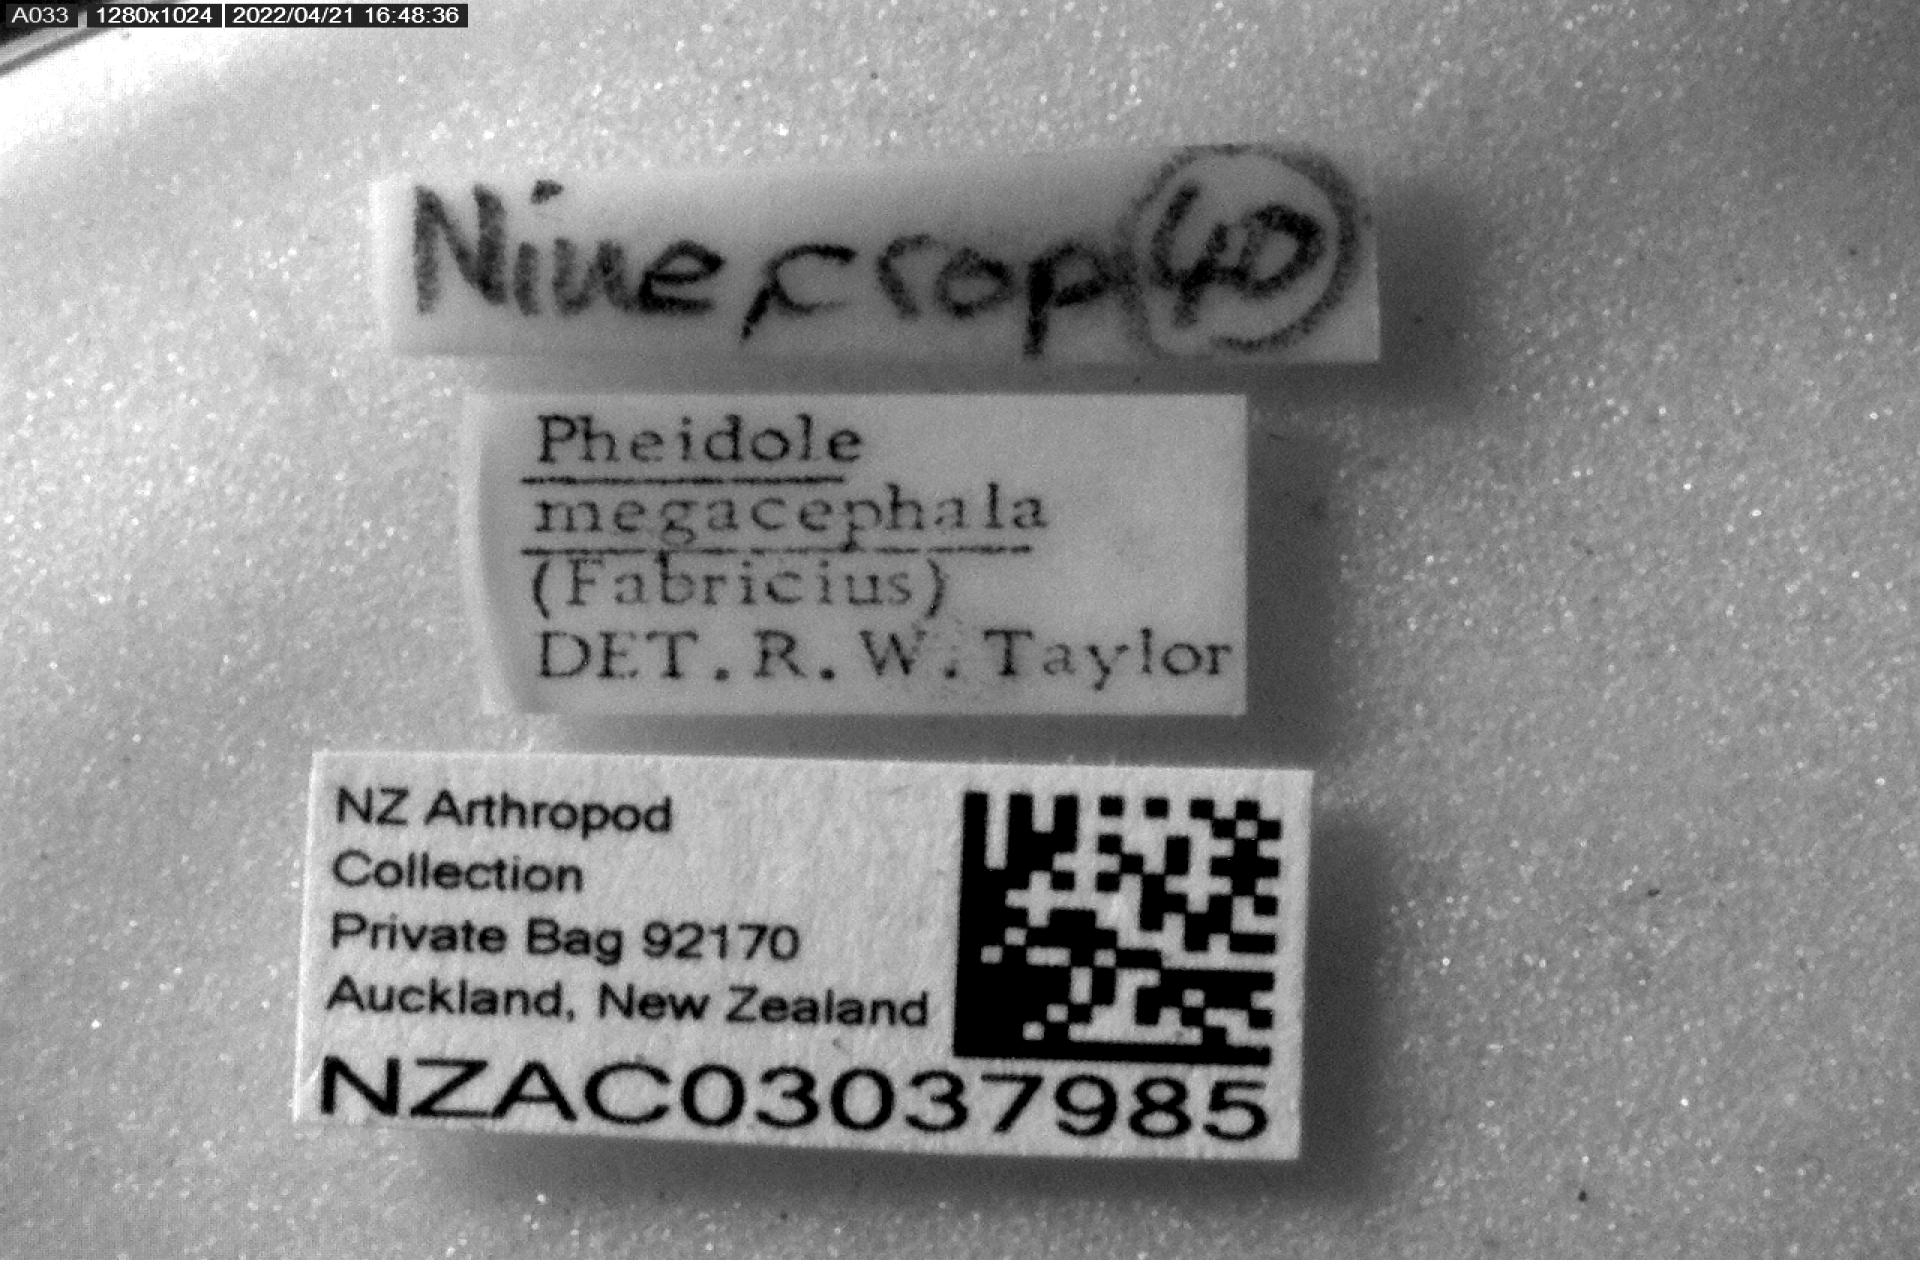 A033 1280x1024 2022/04/21 16:48:36
Niue, crop 40
Pheidole
megacephala
(Fabricius)
DET. R. W. Taylor
NZ Arthropod
Collection
Private Bag 92170
Auckland, New Zealand
NZAC03037985